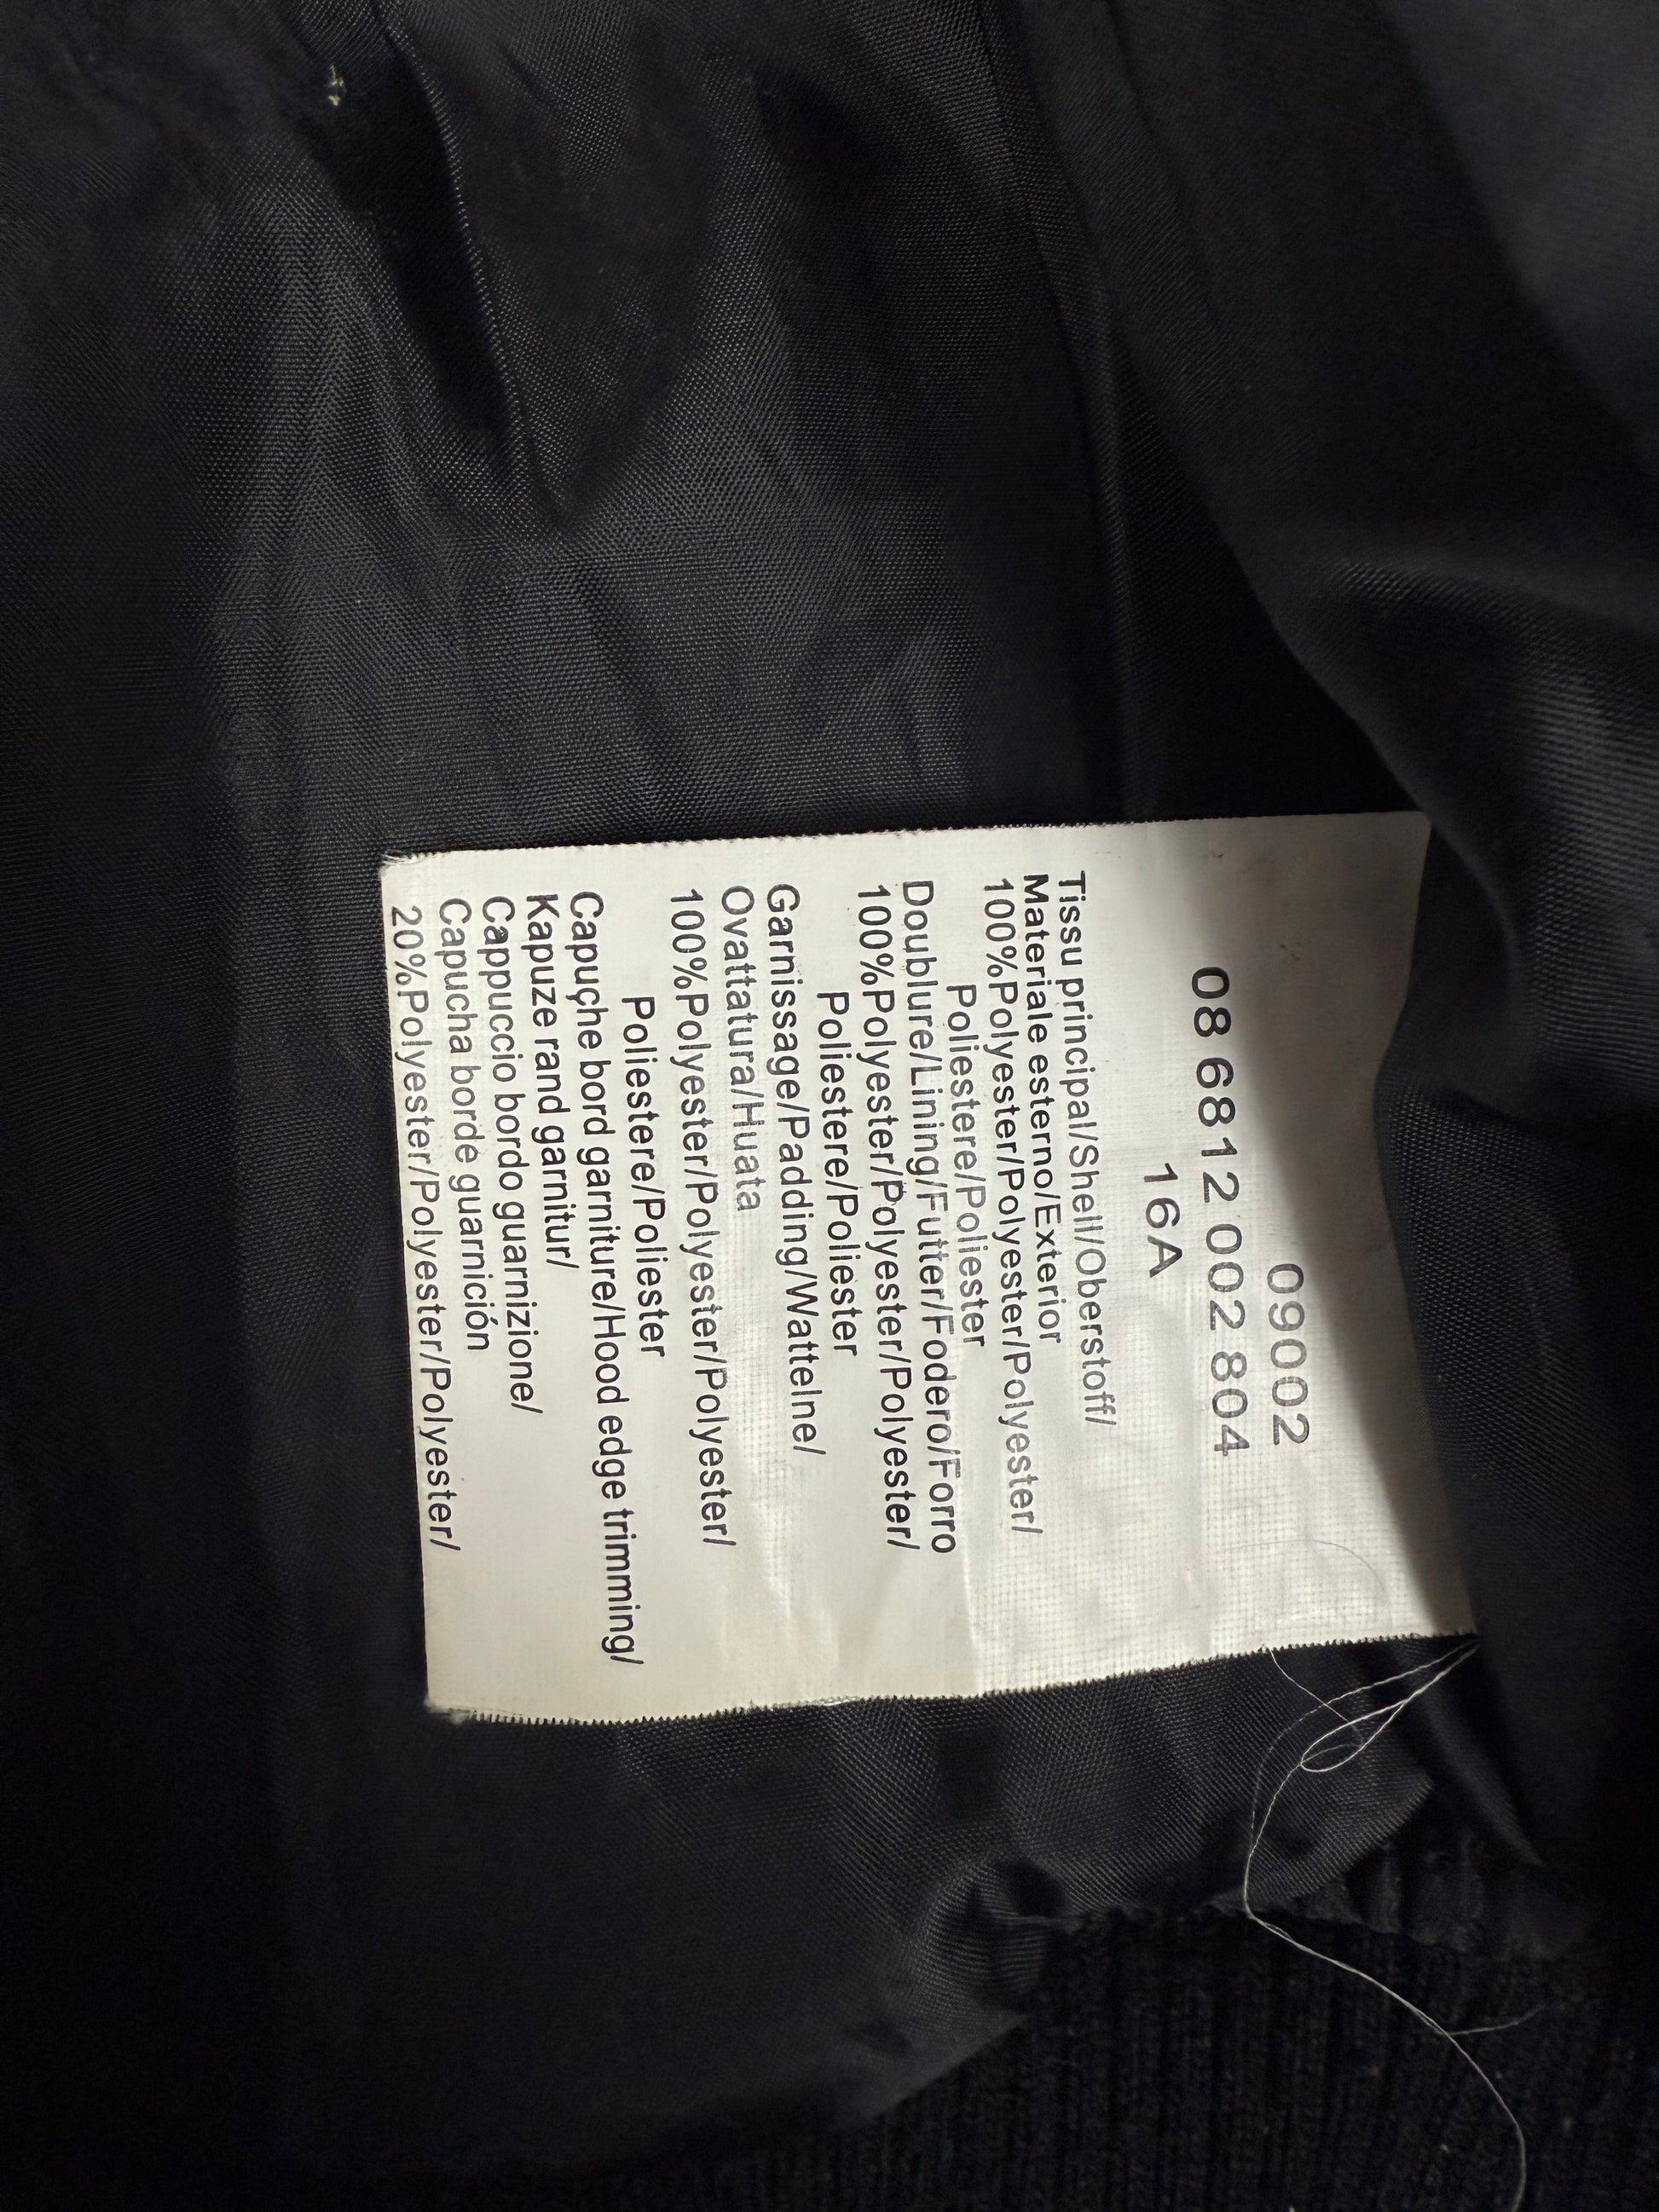 09002
08 6812 002 804
16A
Tissu principal/Shell/Oberstoff/
Materiale esterno/Exterior
100%Polyester/Polyester/Polyester/
Poliestere/Poliester
Doublure/Lining/Futter/Fodero/Forro
100%Polyester/Polyester/Polyester/
Poliestere/Poliester
Garnissage/Padding/Wattelne/
Ovattatura/Huata
100%Polyester/Polyester/Polyester/
Poliestere/Poliester
Capuçhe bord garniture/Hood edge trimming/
Kapuze rand garnitur/
Cappuccio bordo guarnizione/
Capucha borde guarnición
20%Polyester/Polyester/Polyester/